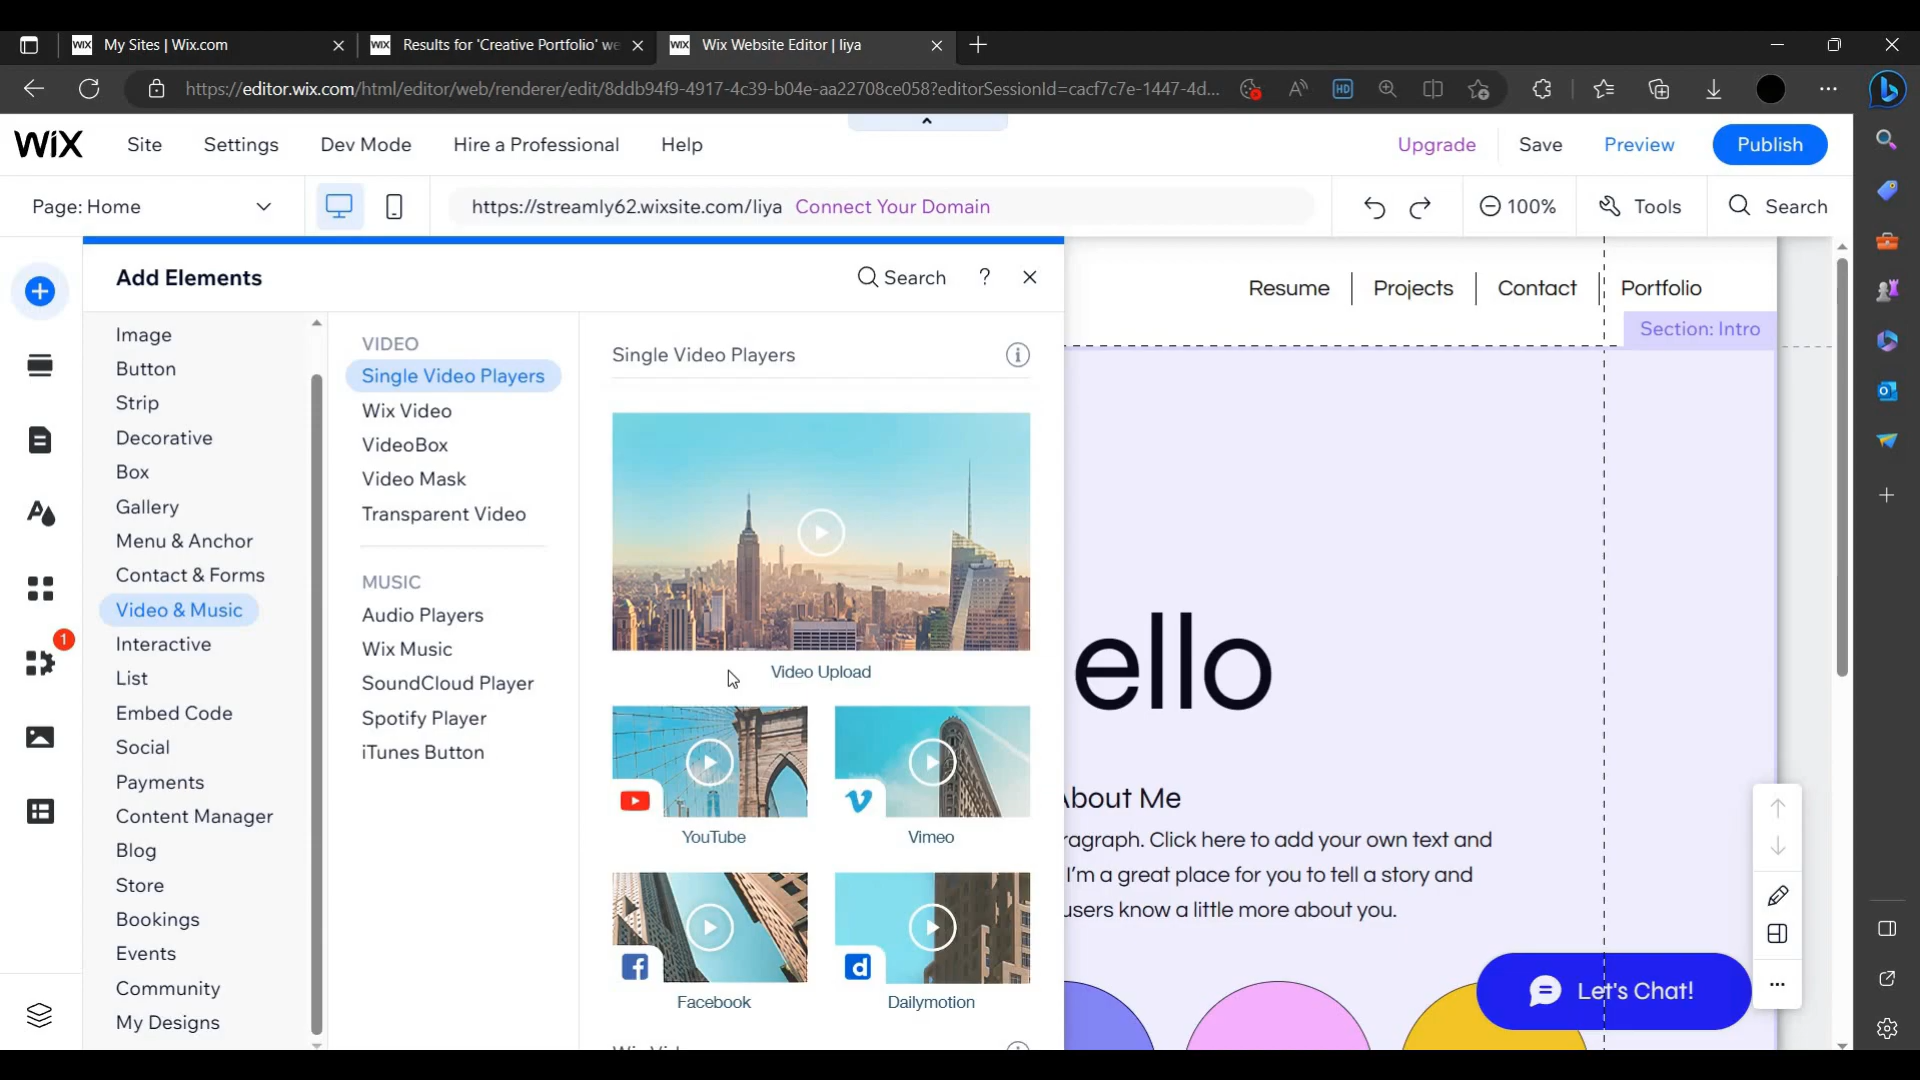 My Sites | Wix.com
Results for 'Creative Portfolio' we
Wix Website Editor | liya
https://editor.wix.com/html/editor/web/renderer/edit/8ddb94f9-4917-4c39-b04e-aa22708ce058?editorSessionId=cacf7c7e-1447-4d...
WiX
Site
Settings
Dev Mode
Hire a Professional
Help
Upgrade
Save
Preview
Publish
Page: Home
https://streamly62.wixsite.com/liya Connect Your Domain
100%
Tools
Search
Add Elements
Search
?
Image
Button
Strip
Decorative
Box
Gallery
Menu & Anchor
Contact & Forms
Video & Music
1
Interactive
List
Embed Code
Social
Payments
Content Manager
Blog
Store
Bookings
Events
Community
My Designs
VIDEO
Single Video Players
Wix Video
VideoBox
Video Mask
Transparent Video
MUSIC
Audio Players
Wix Music
SoundCloud Player
Spotify Player
iTunes Button
Single Video Players
Video Upload
YouTube
Vimeo
Facebook
Dailymotion
Resume
Projects
Contact
Portfolio
Section: Intro
ello
About Me
ragraph. Click here to add your own text and
I'm a great place for you to tell a story and
users know a little more about you.
Let's Chat!